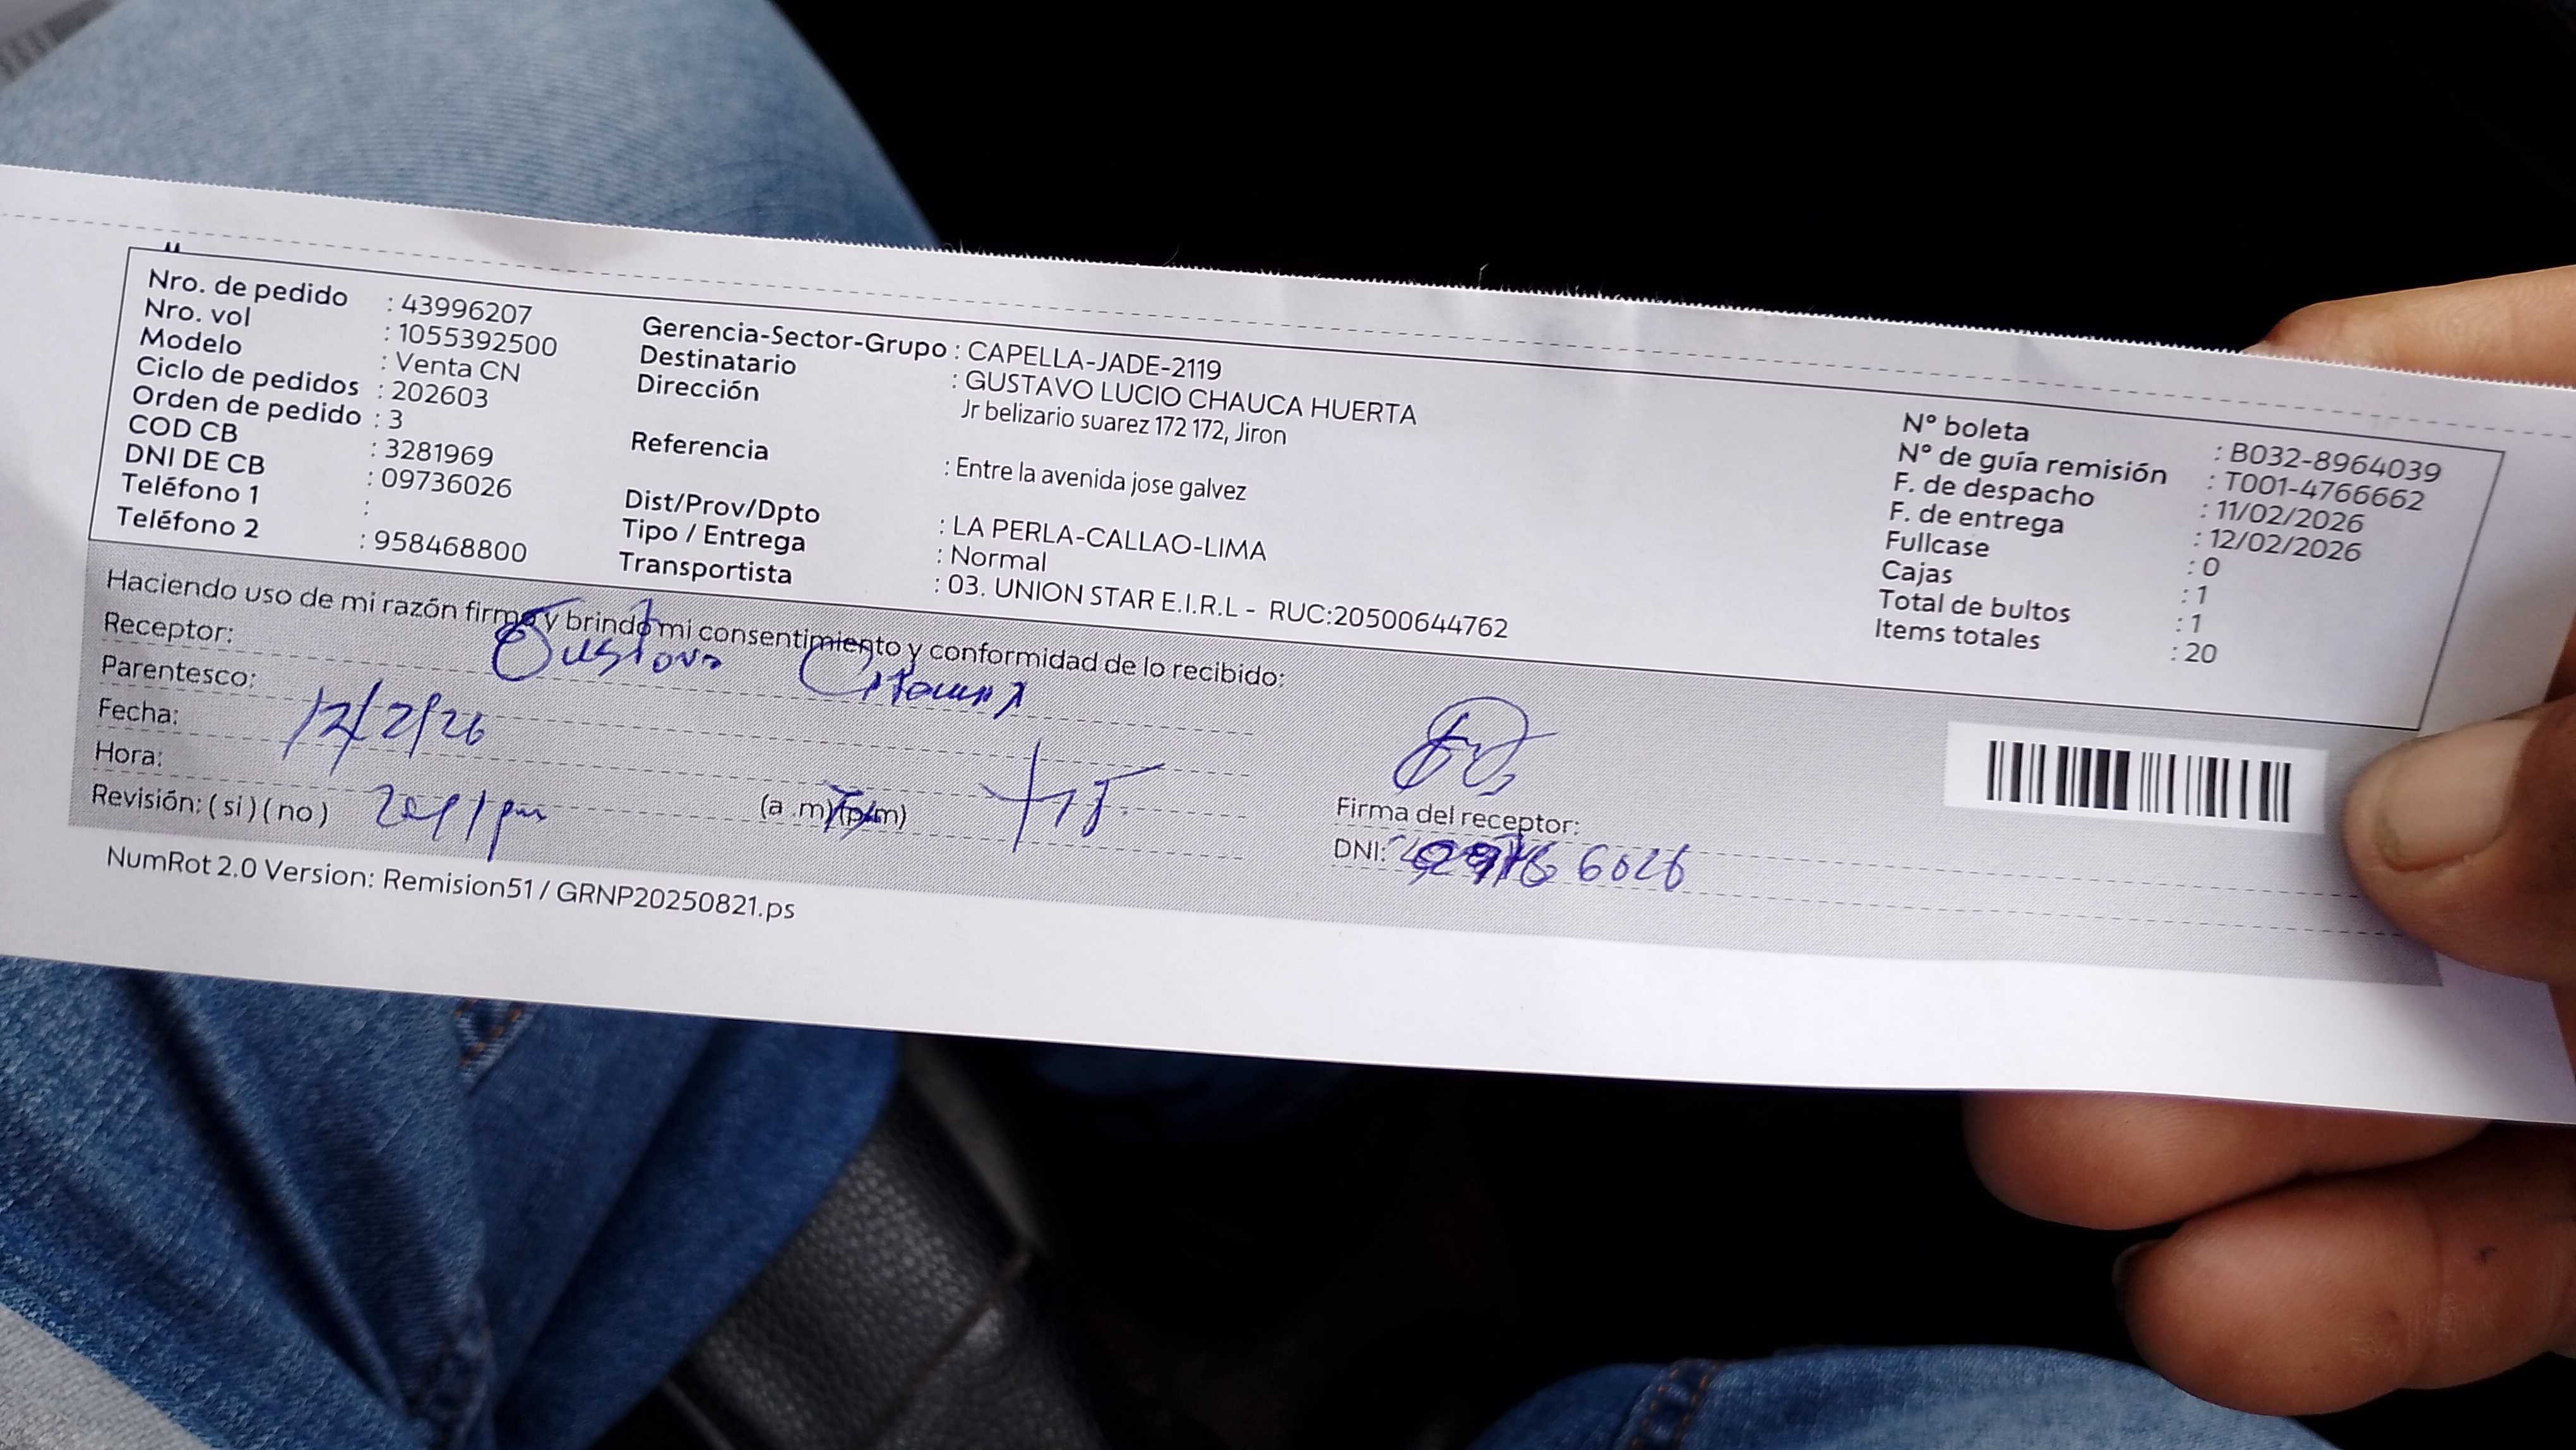 Nro. de pedido : 43996207
Nro. vol : 1055392500
Modelo : Venta CN
Ciclo de pedidos : 202603
Orden de pedido : 3
COD CB : 3281969
DNI DE CB : 09736026
Teléfono 1 :
Teléfono 2 : 958468800
Gerencia-Sector-Grupo : CAPELLA-JADE-2119
Destinatario : GUSTAVO LUCIO CHAUCA HUERTA
Dirección Jr belizario suarez 172 172, Jiron
Referencia : Entre la avenida jose galvez
Dist/Prov/Dpto : LA PERLA-CALLAO-LIMA
Tipo / Entrega : Normal
Transportista : 03. UNION STAR E.I.R.L - RUC:20500644762
N° boleta : B032-8964039
N° de guía remisión : T001-4766662
F. de despacho : 11/02/2026
F. de entrega : 12/02/2026
Fullcase : 0
Cajas : 1
Total de bultos : 1
Items totales : 20
Haciendo uso de mi razón firmo y brindo mi consentimiento y conformidad de lo recibido:
Receptor: Gustavo
Parentesco:
Fecha: 12/2/26
Hora: (a .m) (p.m)
Revisión: ( si ) ( no )
Firma del receptor:
DNI: 6026
NumRot 2.0 Version: Remision51 / GRNP20250821.ps